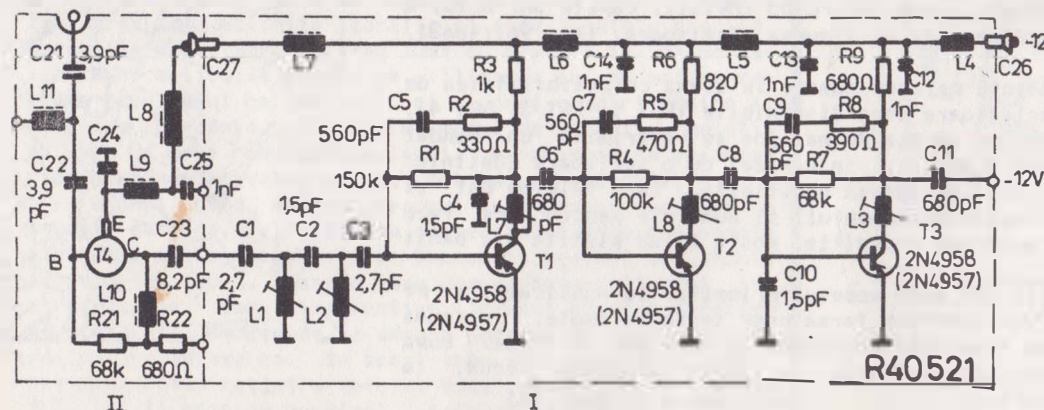 C21
3,9pF
L11
C22
3,9
pF
C24
L8
L9
C25
1nF
E
T4
C
B
C23
8,2pF
L10
R21
68k
R22
680Ω
II
C27
L7
C1
2,7
pF
1,5pF
C2
C3
2,7pF
L1
L2
C5
560pF
R2
330Ω
R3
1k
R1
150k
C4
1,5pF
L7
T1
2N4958
(2N4957)
C6
680
pF
L6
C14
1nF
R6
820
Ω
C7
560
pF
R5
470Ω
R4
100k
L8
T2
2N4958
(2N4957)
C8
680pF
L5
C13
1nF
R9
680Ω
C12
1nF
L4
C26
-12
C9
560
pF
R8
390Ω
R7
68k
C11
680pF
-12V
L3
T3
2N4958
(2N4957)
C10
1,5pF
R40521
I